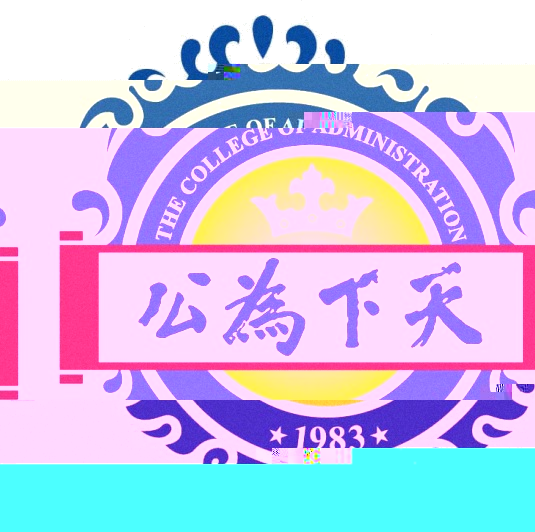 THE COLLEGE OF ADMINISTRATION
公為下天
1983